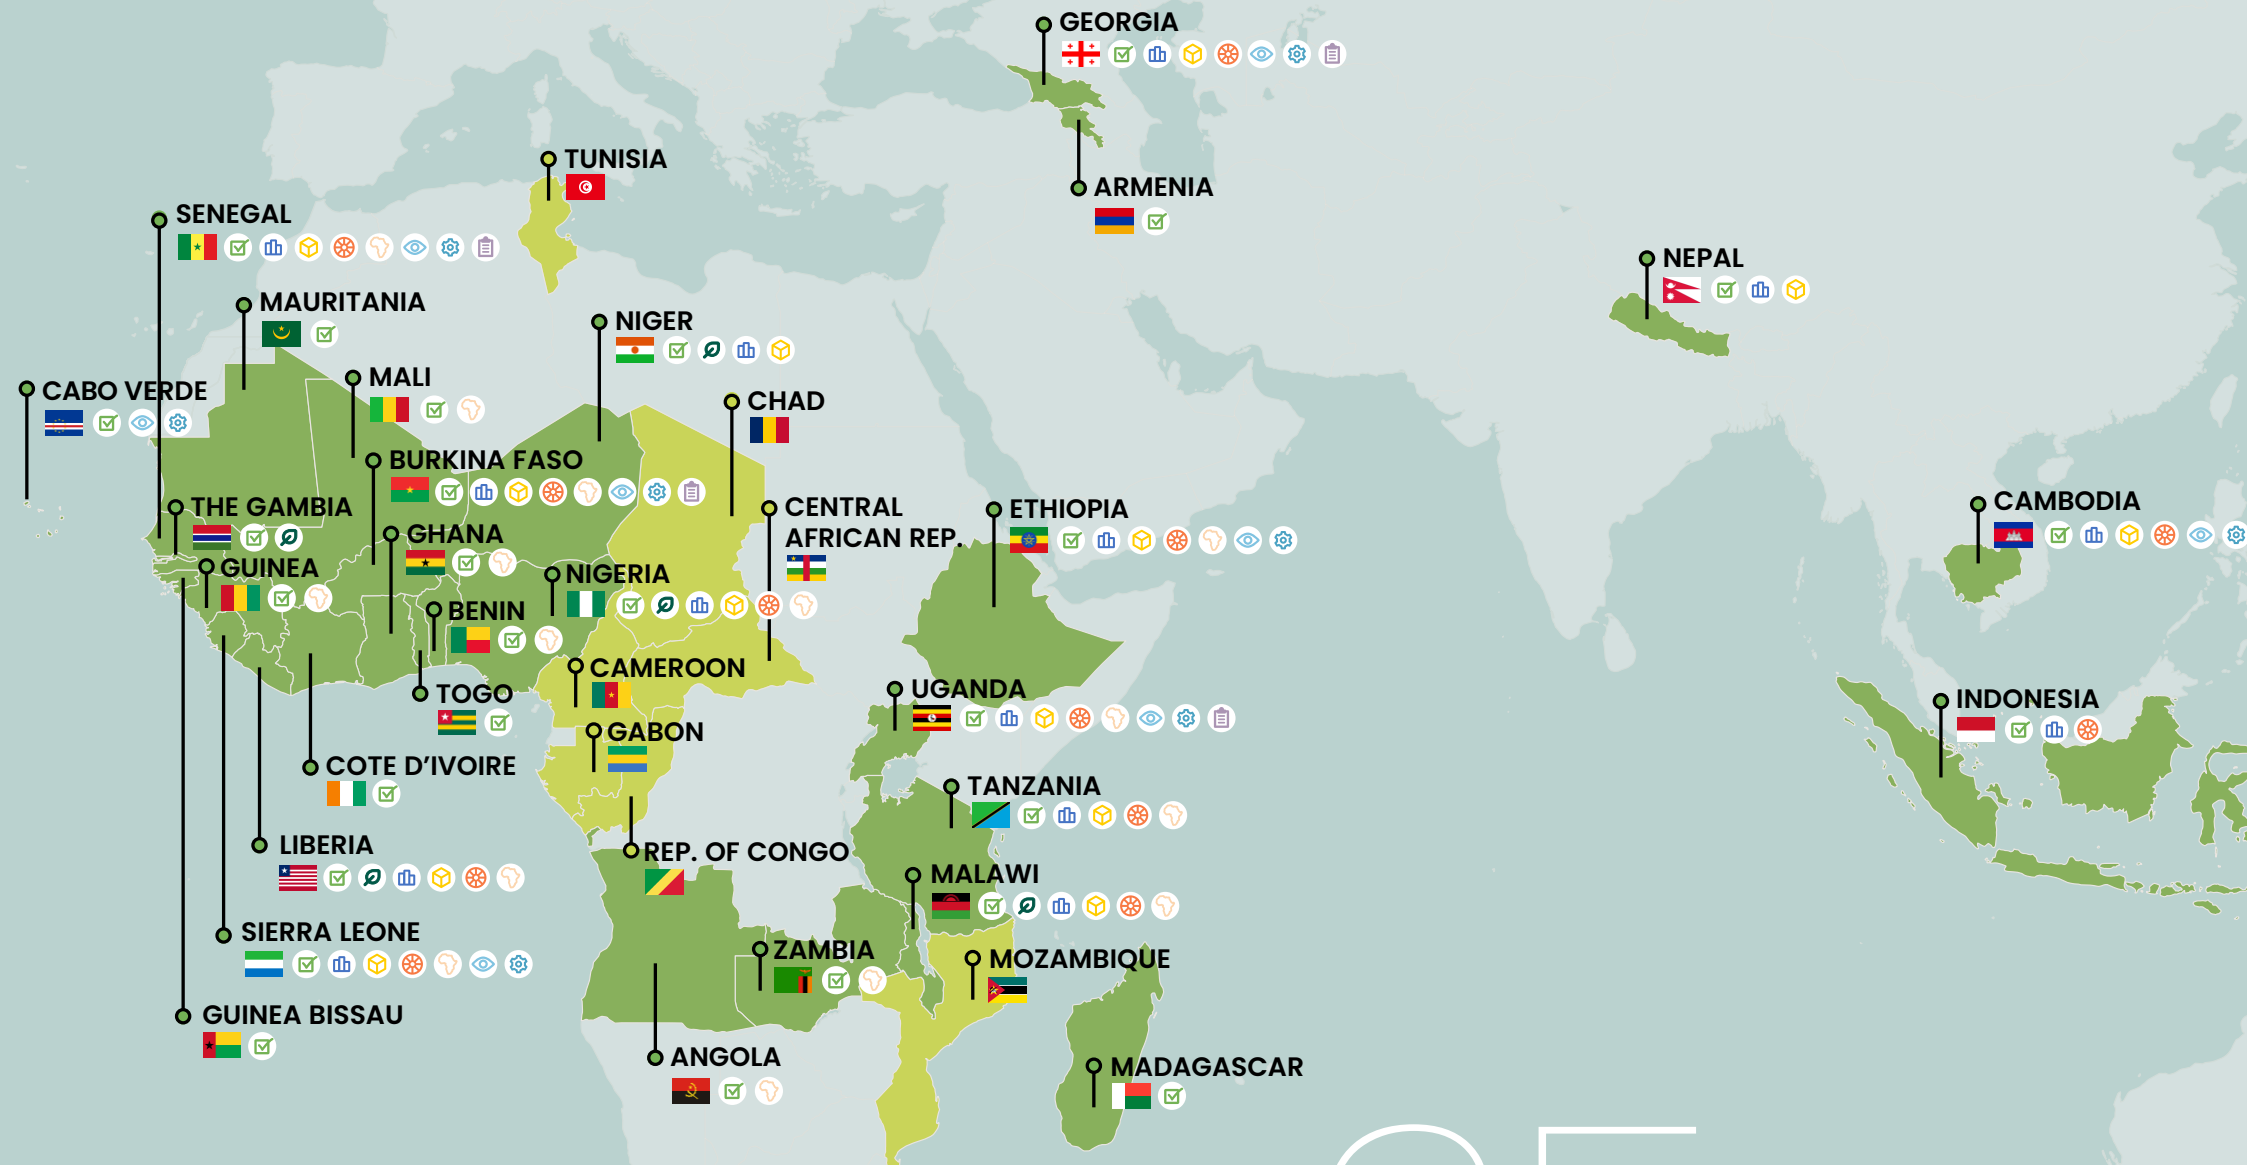 GEORGIA
TUNISIA
ARMENIA
SENEGAL
NEPAL
MAURITANIA
NIGER
MALI
CABO VERDE
CHAD
BURKINA FASO
THE GAMBIA
CENTRAL
AFRICAN REP.
ETHIOPIA
CAMBODIA
GHANA
GUINEA
NIGERIA
BENIN
CAMEROON
TOGO
UGANDA
INDONESIA
GABON
COTE D'IVOIRE
TANZANIA
LIBERIA
REP. OF CONGO
MALAWI
SIERRA LEONE
ZAMBIA
MOZAMBIQUE
GUINEA BISSAU
ANGOLA
MADAGASCAR